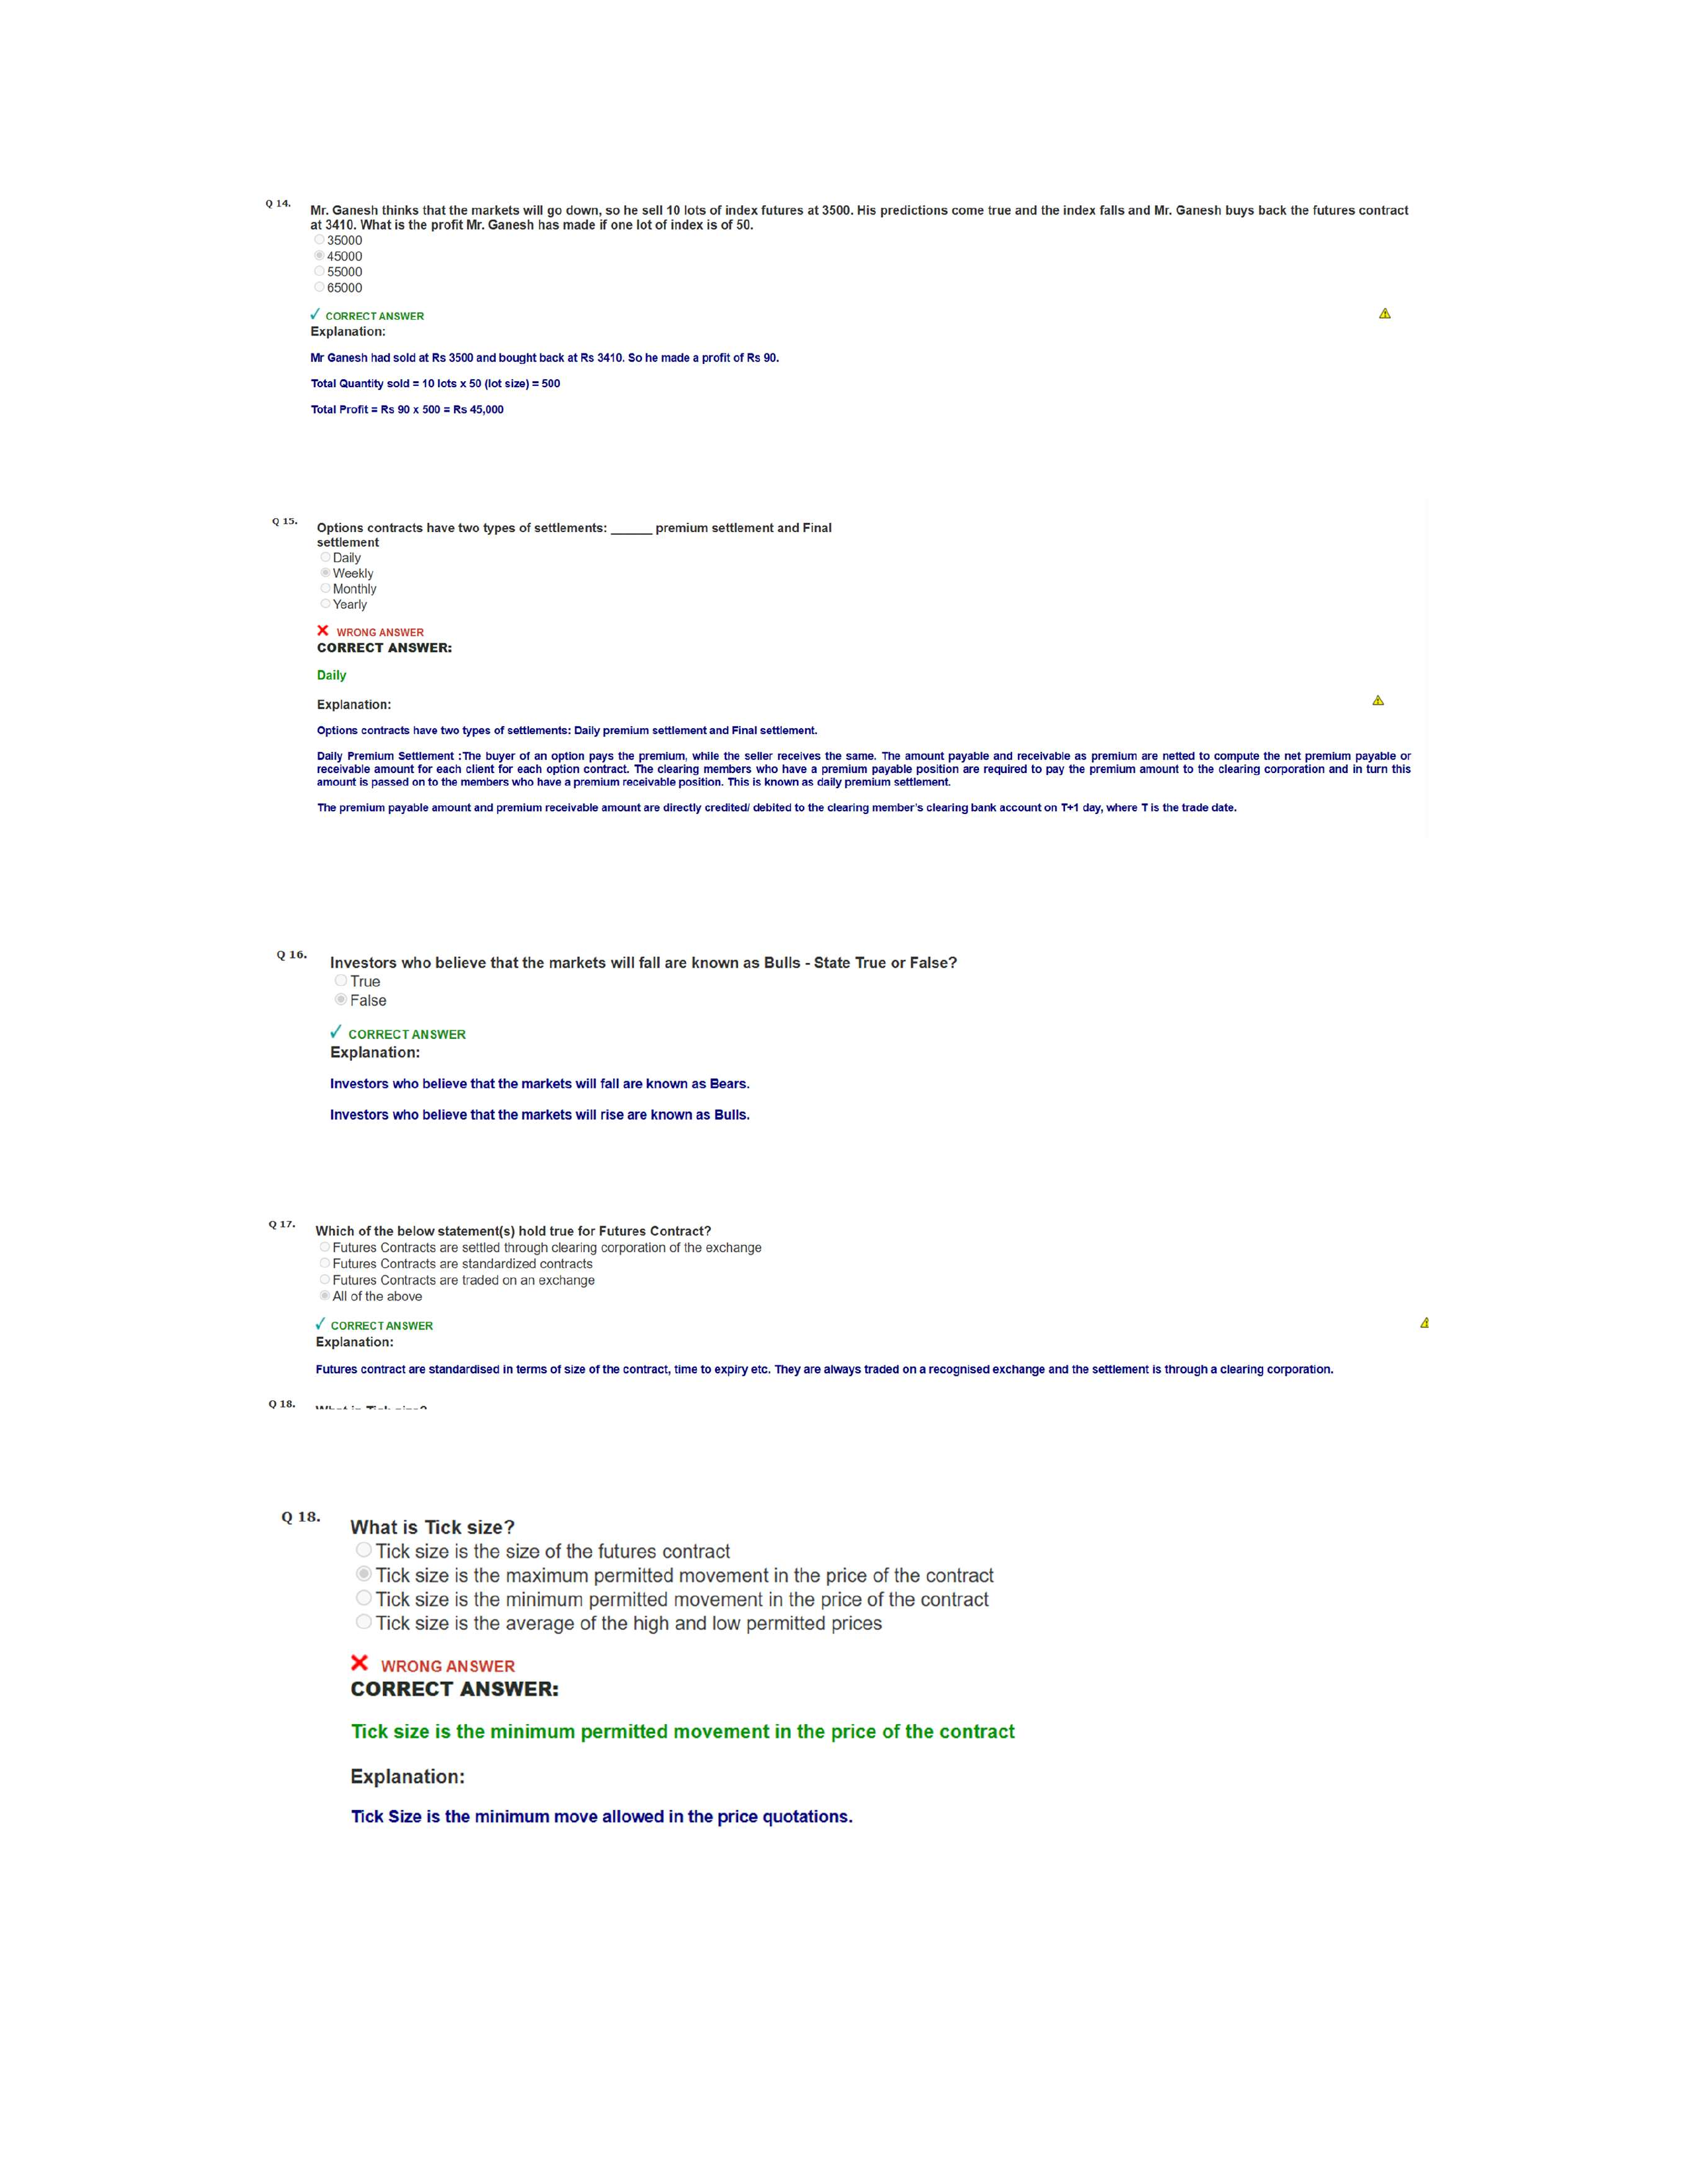 Q 14.
Mr. Ganesh thinks that the markets will go down, so he sell 10 lots of index futures at 3500. His predictions come true and the index falls and Mr. Ganesh buys back the futures contract
at 3410. What is the profit Mr. Ganesh has made if one lot of index is of 50.
35000
45000
55000
65000
✓ CORRECT ANSWER
Explanation:
Mr Ganesh had sold at Rs 3500 and bought back at Rs 3410. So he made a profit of Rs 90.
Total Quantity sold = 10 lots x 50 (lot size) = 500
Total Profit = Rs 90 x 500 = Rs 45,000
Q 15.
Options contracts have two types of settlements: ______ premium settlement and Final
settlement
Daily
Weekly
Monthly
Yearly
WRONG ANSWER
CORRECT ANSWER:
Daily
Explanation:
Options contracts have two types of settlements: Daily premium settlement and Final settlement.
Daily Premium Settlement :The buyer of an option pays the premium, while the seller receives the same. The amount payable and receivable as premium are netted to compute the net premium payable or
receivable amount for each client for each option contract. The clearing members who have a premium payable position are required to pay the premium amount to the clearing corporation and in turn this
amount is passed on to the members who have a premium receivable position. This is known as daily premium settlement.
The premium payable amount and premium receivable amount are directly credited/ debited to the clearing member's clearing bank account on T+1 day, where T is the trade date.
Q 16.
Investors who believe that the markets will fall are known as Bulls - State True or False?
True
False
✓ CORRECT ANSWER
Explanation:
Investors who believe that the markets will fall are known as Bears.
Investors who believe that the markets will rise are known as Bulls.
Q 17.
Which of the below statement(s) hold true for Futures Contract?
Futures Contracts are settled through clearing corporation of the exchange
Futures Contracts are standardized contracts
Futures Contracts are traded on an exchange
All of the above
✓ CORRECT ANSWER
Explanation:
Futures contract are standardised in terms of size of the contract, time to expiry etc. They are always traded on a recognised exchange and the settlement is through a clearing corporation.
Q 18.
What is Tick size?
Q 18.
What is Tick size?
Tick size is the size of the futures contract
Tick size is the maximum permitted movement in the price of the contract
Tick size is the minimum permitted movement in the price of the contract
Tick size is the average of the high and low permitted prices
WRONG ANSWER
CORRECT ANSWER:
Tick size is the minimum permitted movement in the price of the contract
Explanation:
Tick Size is the minimum move allowed in the price quotations.